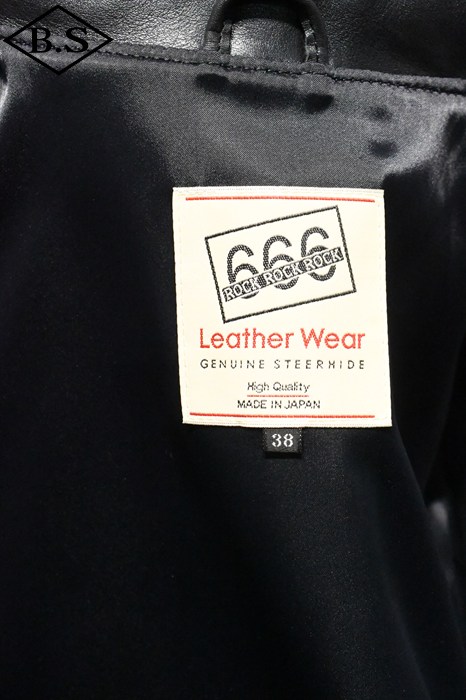 B.S
666
ROCK ROCK ROCK
Leather Wear
GENUINE STEERHIDE
High Quality
MADE IN JAPAN
38